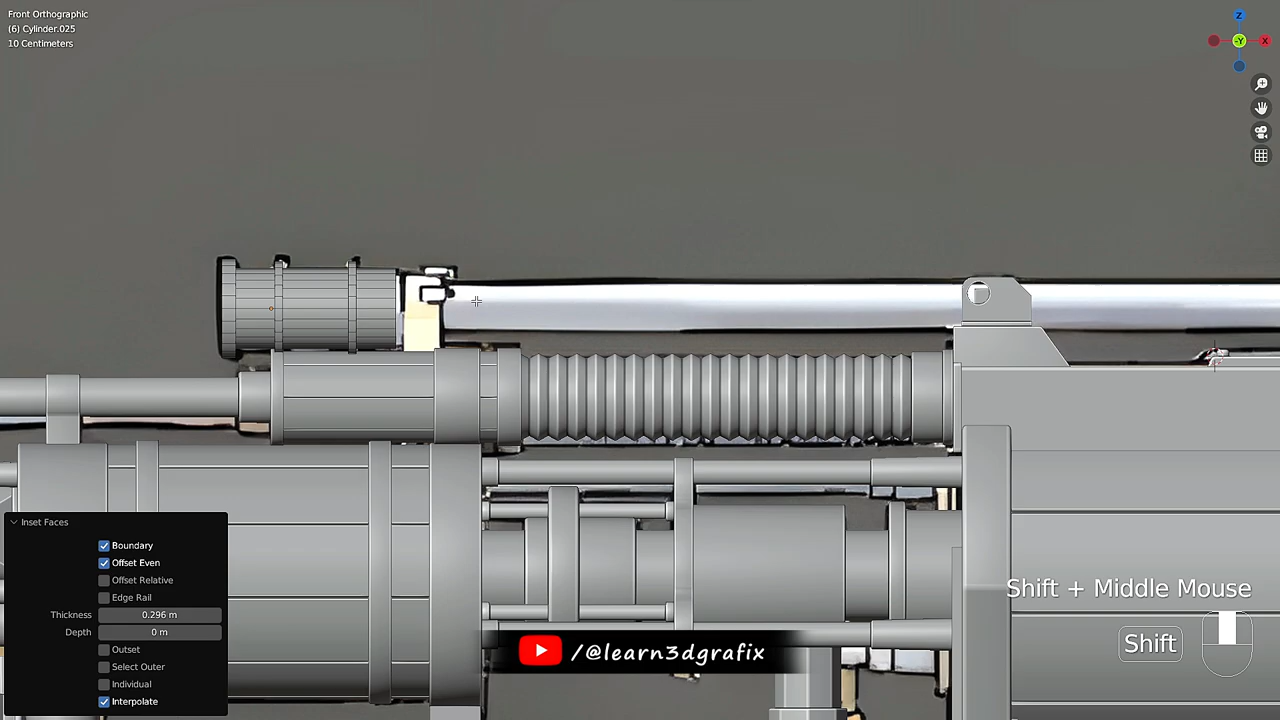 Front Orthographic
(6) Cylinder.025
10 Centimeters
Z
-Y
X
Inset Faces
Boundary
Offset Even
Offset Relative
Edge Rail
Thickness 0.296 m
Depth 0 m
Outset
Select Outer
Individual
Interpolate
/@learn3dgrafix
Shift + Middle Mouse
Shift